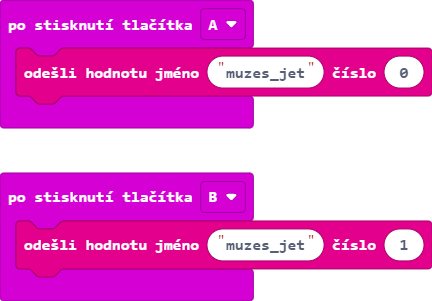 po stisknutí tlačítka A
odešli hodnotu jméno "muzes_jet" číslo 0
po stisknutí tlačítka B
odešli hodnotu jméno "muzes_jet" číslo 1